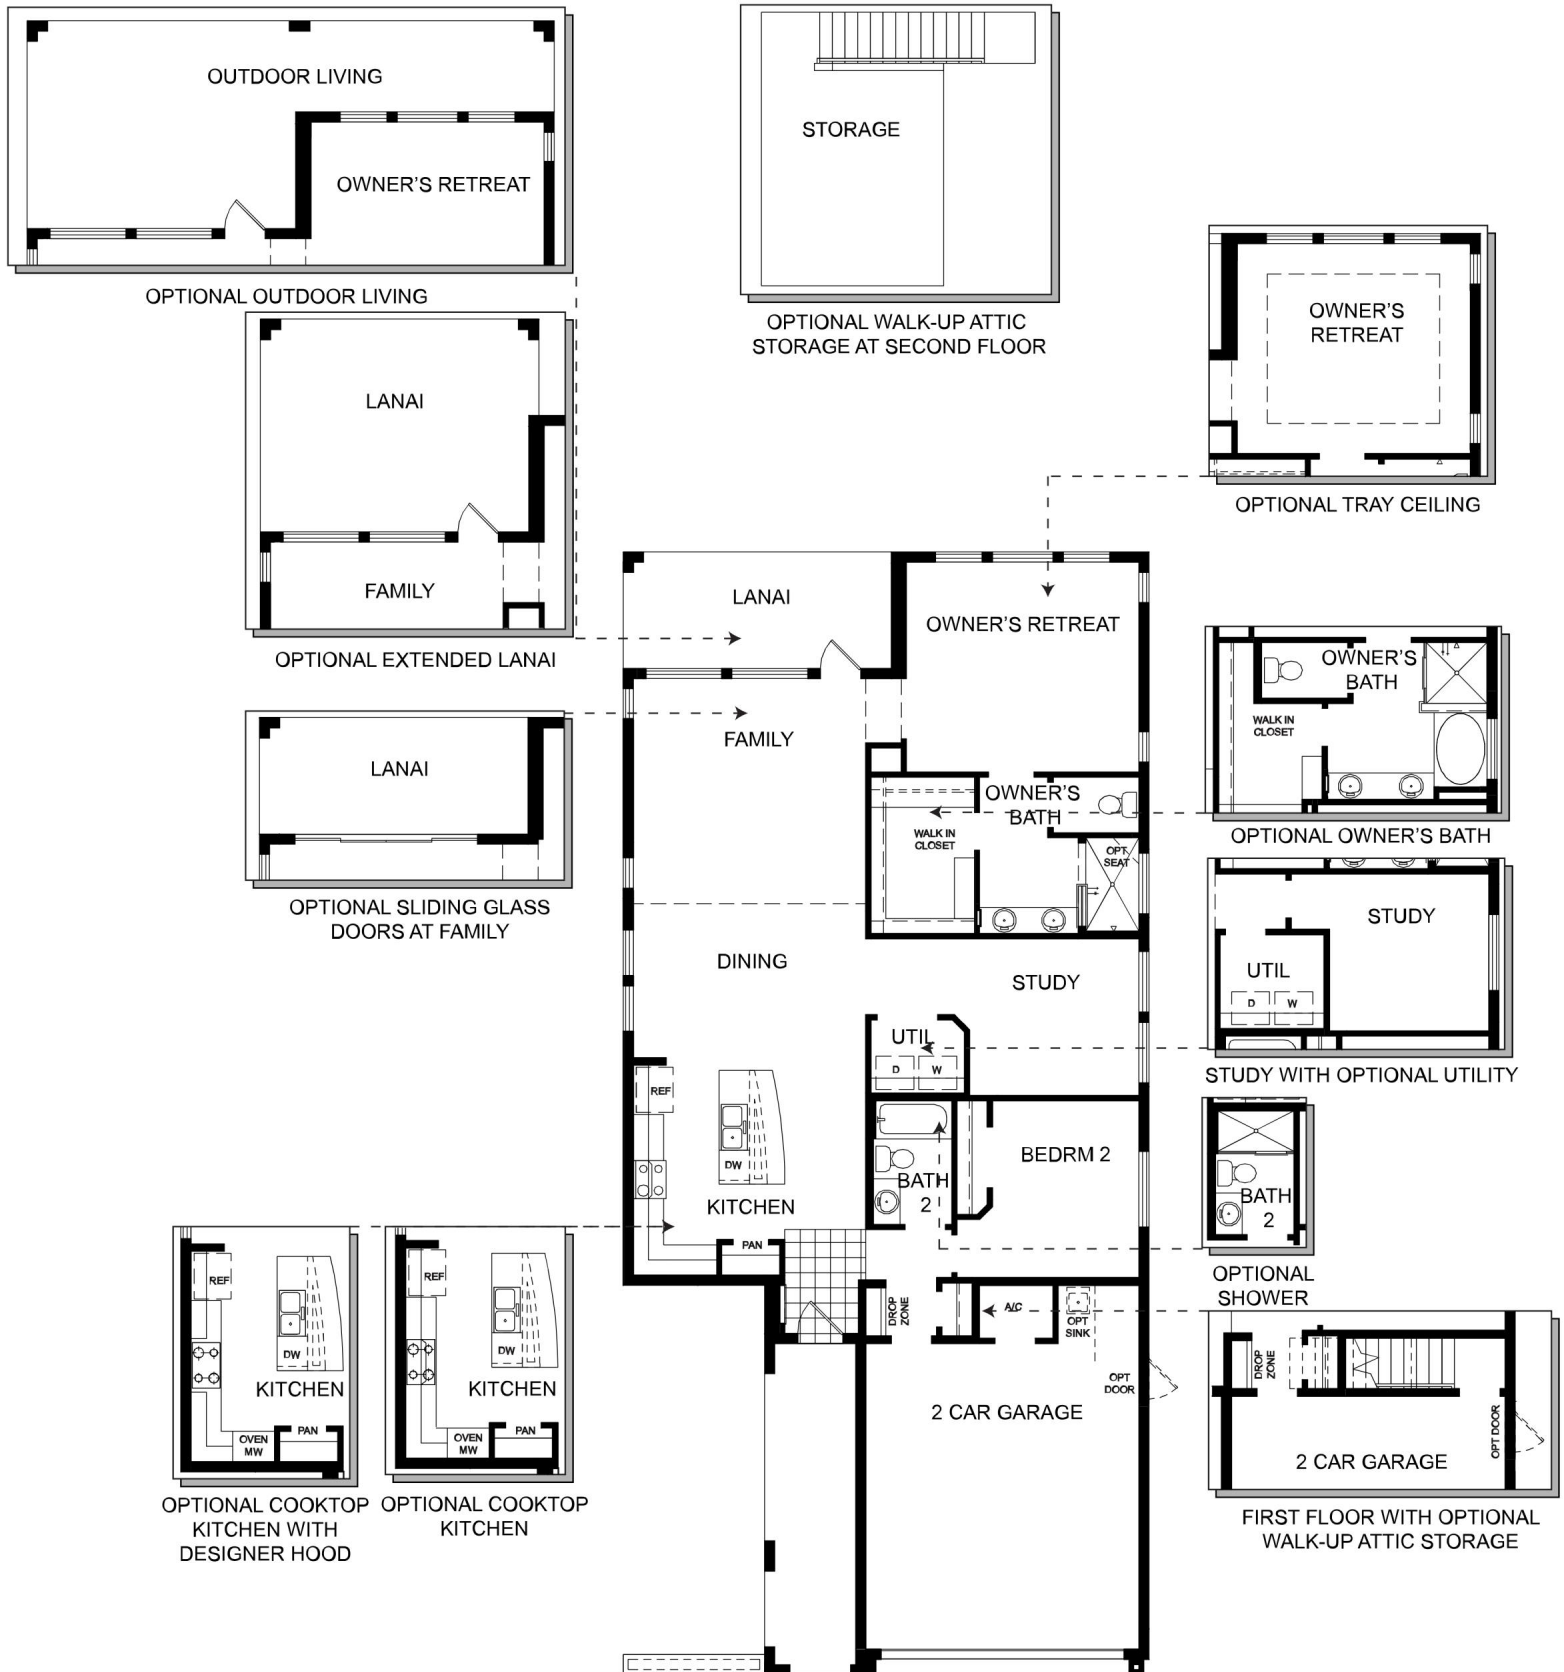 OUTDOOR LIVING
OWNER'S RETREAT
OPTIONAL OUTDOOR LIVING
STORAGE
OPTIONAL WALK-UP ATTIC
STORAGE AT SECOND FLOOR
OWNER'S
RETREAT
OPTIONAL TRAY CEILING
LANAI
FAMILY
OPTIONAL EXTENDED LANAI
LANAI
OPTIONAL SLIDING GLASS
DOORS AT FAMILY
LANAI
OWNER'S RETREAT
FAMILY
OWNER'S
BATH
WALK IN
CLOSET
OPT
SEAT
DINING
STUDY
UTIL
D
W
REF
DW
KITCHEN
PAN
BATH
2
BEDRM 2
DROP
ZONE
A/C
OPT
SINK
OPT
DOOR
2 CAR GARAGE
OWNER'S
BATH
WALK IN
CLOSET
OPTIONAL OWNER'S BATH
STUDY
UTIL
D
W
STUDY WITH OPTIONAL UTILITY
BATH
2
OPTIONAL
SHOWER
DROP
ZONE
OPT DOOR
2 CAR GARAGE
FIRST FLOOR WITH OPTIONAL
WALK-UP ATTIC STORAGE
REF
DW
KITCHEN
OVEN
MW
PAN
OPTIONAL COOKTOP
KITCHEN WITH
DESIGNER HOOD
REF
DW
KITCHEN
OVEN
MW
PAN
OPTIONAL COOKTOP
KITCHEN